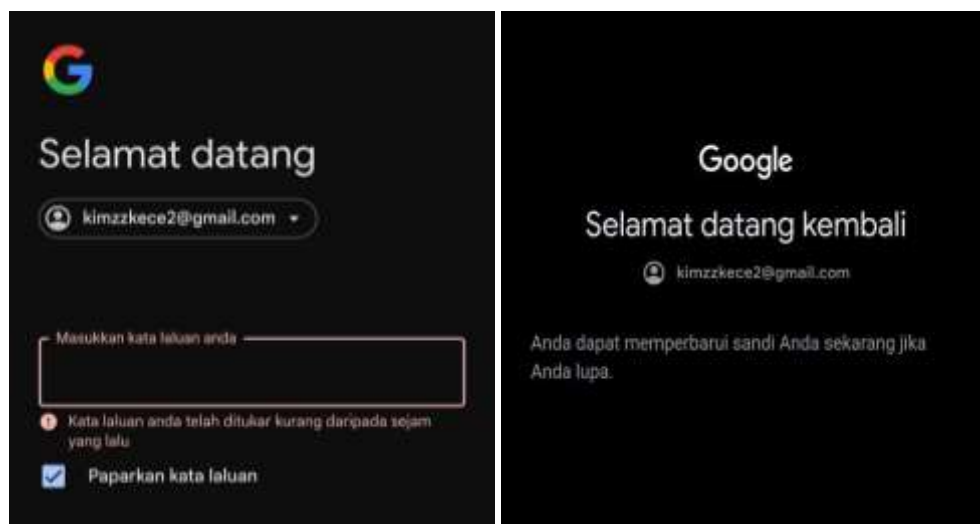 Selamat datang
kimzzkece2@gmail.com
Masukkan kata laluan anda
Kata laluan anda telah ditukar kurang daripada sejam
yang lalu
Paparkan kata laluan
Google
Selamat datang kembali
kimzzkece2@gmail.com
Anda dapat memperbarui sandi Anda sekarang jika
Anda lupa.